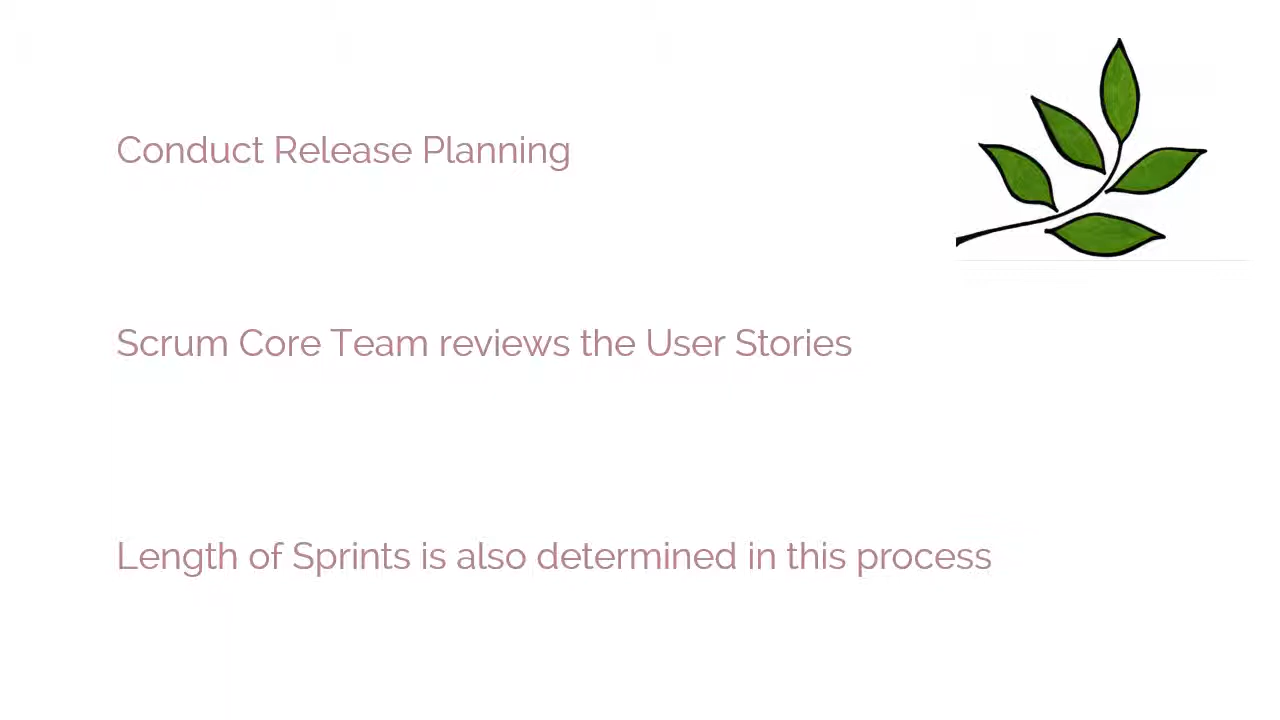 Conduct Release Planning
Scrum Core Team reviews the User Stories
Length of Sprints is also determined in this process